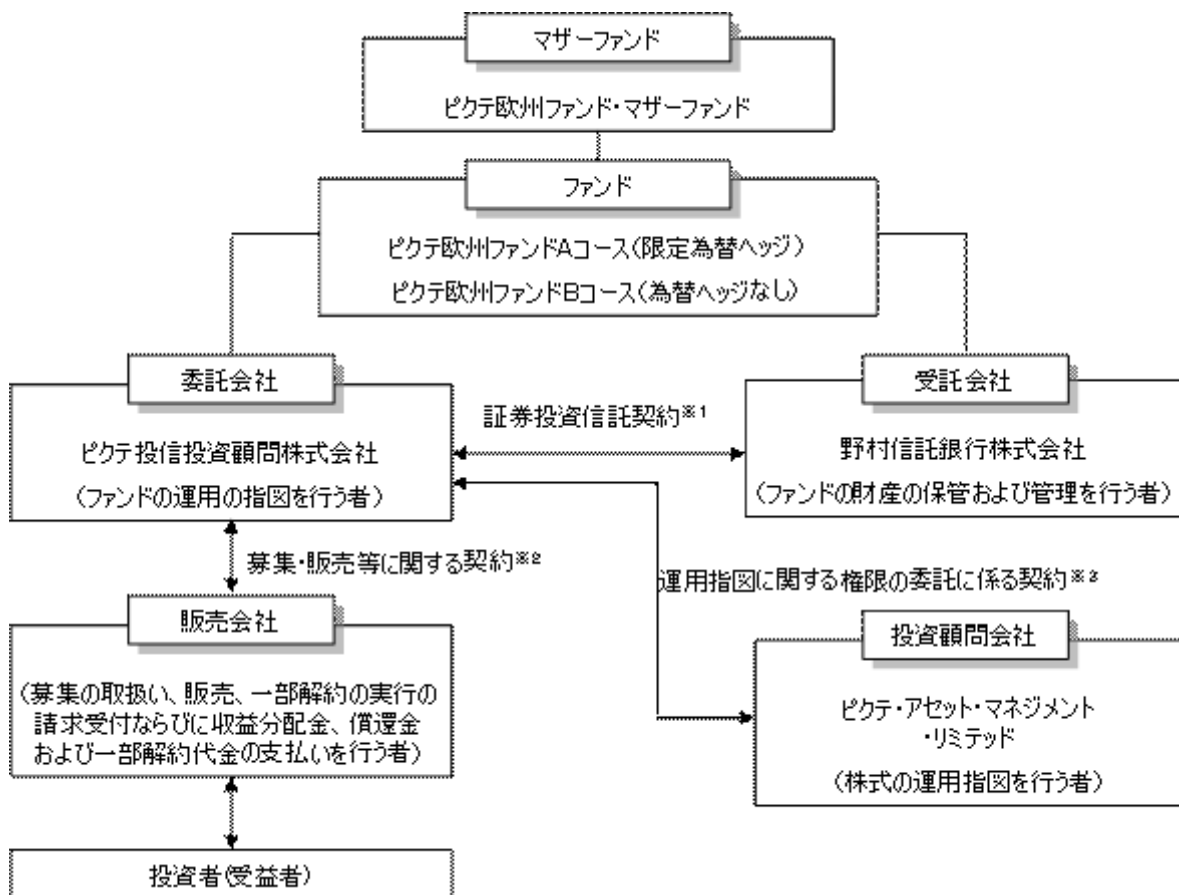 マザーファンド
ピクテ欧州ファンド・マザーファンド
ファンド
ピクテ欧州ファンドAコース(限定為替ヘッジ)
ピクテ欧州ファンドBコース(為替ヘッジなし)
委託会社
ピクテ投信投資顧問株式会社
(ファンドの運用の指図を行う者)
証券投資信託契約※1
受託会社
野村信託銀行株式会社
(ファンドの財産の保管および管理を行う者)
募集・販売等に関する契約※2
運用指図に関する権限の委託に係る契約※3
販売会社
(募集の取扱い、販売、一部解約の実行の
請求受付ならびに収益分配金、償還金
および一部解約代金の支払いを行う者)
投資顧問会社
ピクテ・アセット・マネジメント
・リミテッド
(株式の運用指図を行う者)
投資者(受益者)